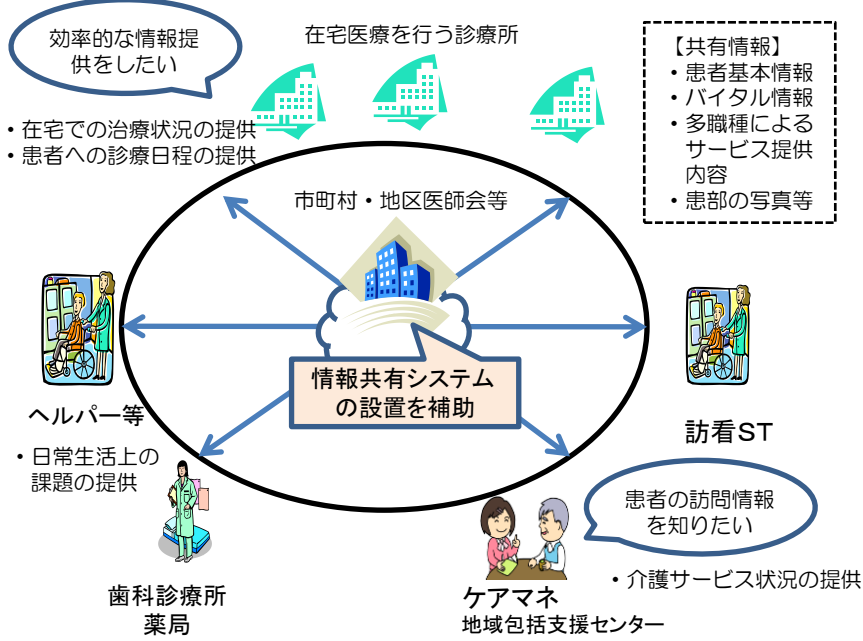 効率的な情報提
供をしたい
在宅医療を行う診療所
【共有情報】
・患者基本情報
・バイタル情報
・多職種による
サービス提供
内容
・患部の写真等
・在宅での治療状況の提供
・患者への診療日程の提供
市町村・地区医師会等
情報共有システム
の設置を補助
ヘルパー等
・日常生活上の
課題の提供
訪看ST
患者の訪問情報
を知りたい
・介護サービス状況の提供
歯科診療所
薬局
ケアマネ
地域包括支援センター